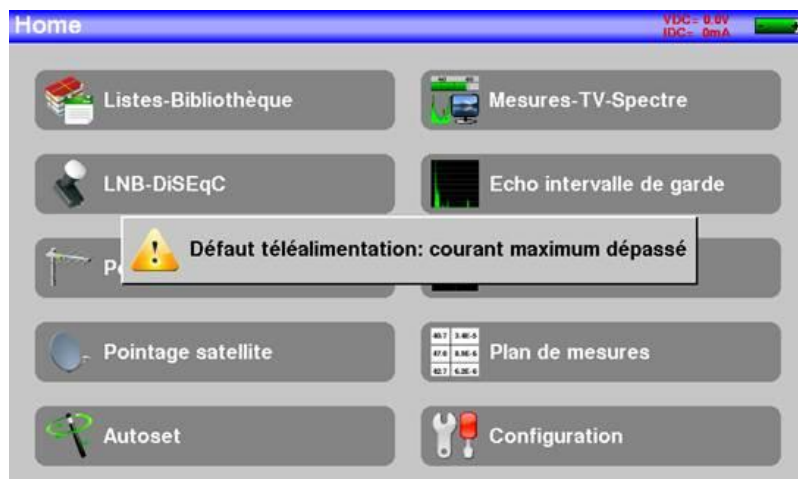 Home
VDC= 0.0V
IDC= 0mA
Listes-Bibliothèque
Mesures-TV-Spectre
LNB-DiSEqC
Echo intervalle de garde
Défaut téléalimentation: courant maximum dépassé
Pointage satellite
Plan de mesures
Autoset
Configuration